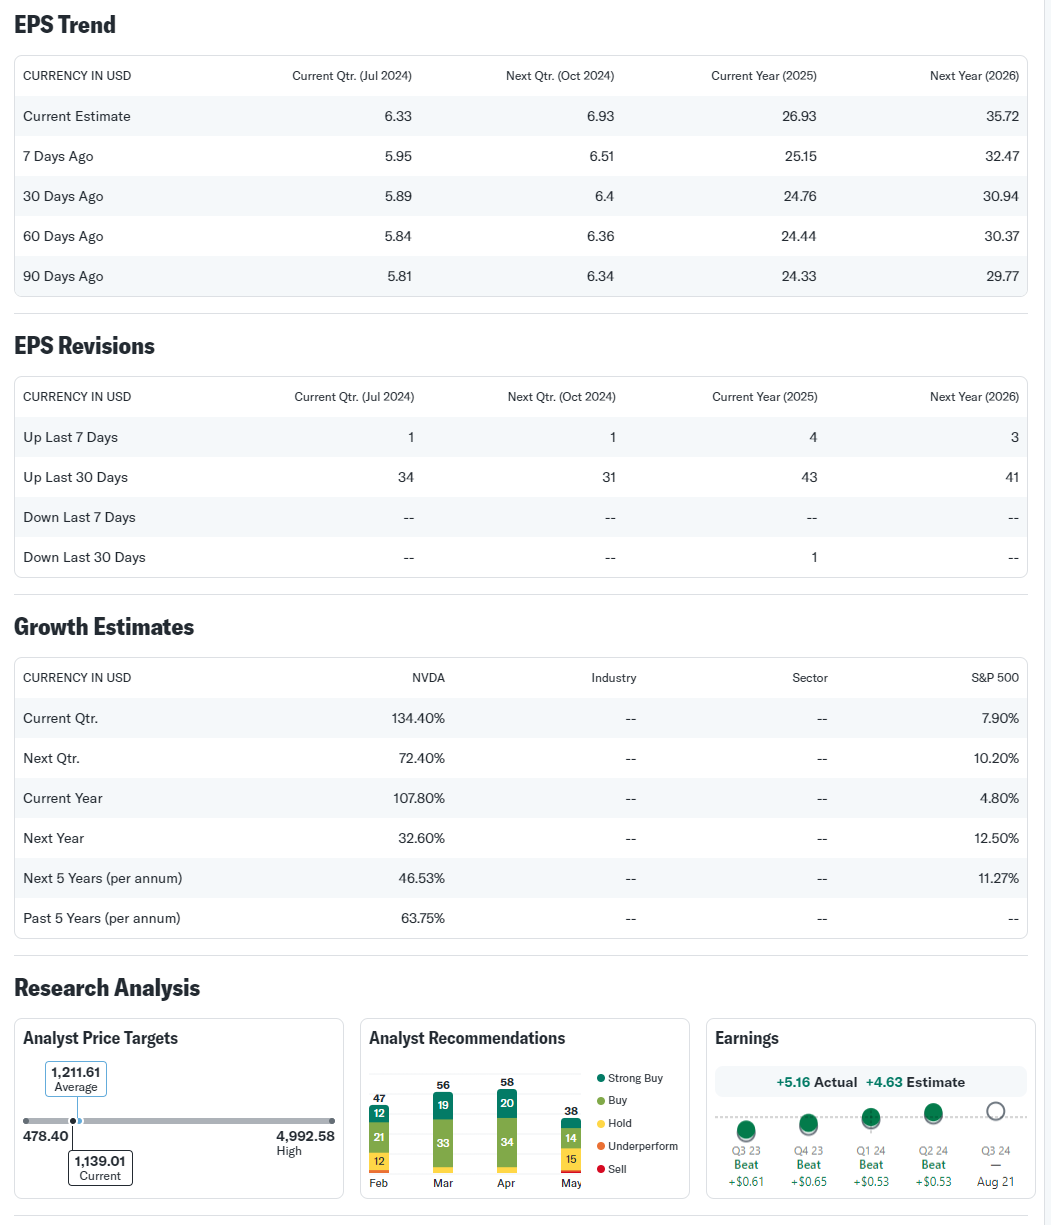 EPS Trend
CURRENCY IN USD Current Qtr. (Jul 2024) Next Qtr. (Oct 2024) Current Year (2025) Next Year (2026)
Current Estimate 6.33 6.93 26.93 35.72
7 Days Ago 5.95 6.51 25.15 32.47
30 Days Ago 5.89 6.4 24.76 30.94
60 Days Ago 5.84 6.36 24.44 30.37
90 Days Ago 5.81 6.34 24.33 29.77
EPS Revisions
CURRENCY IN USD Current Qtr. (Jul 2024) Next Qtr. (Oct 2024) Current Year (2025) Next Year (2026)
Up Last 7 Days 1 1 4 3
Up Last 30 Days 34 31 43 41
Down Last 7 Days -- -- -- --
Down Last 30 Days -- -- 1 --
Growth Estimates
CURRENCY IN USD NVDA Industry Sector S&P 500
Current Qtr. 134.40% -- -- 7.90%
Next Qtr. 72.40% -- -- 10.20%
Current Year 107.80% -- -- 4.80%
Next Year 32.60% -- -- 12.50%
Next 5 Years (per annum) 46.53% -- -- 11.27%
Past 5 Years (per annum) 63.75% -- -- --
Research Analysis
Analyst Price Targets
1,211.61
Average
478.40 4,992.58
High
1,139.01
Current
Analyst Recommendations
47 56 58 38
12 19 20
21 33 34 14
12 15
Feb Mar Apr May
Strong Buy
Buy
Hold
Underperform
Sell
Earnings
+5.16 Actual +4.63 Estimate
Q3 23 Q4 23 Q1 24 Q2 24 Q3 24
Beat Beat Beat Beat —
+$0.61 +$0.65 +$0.53 +$0.53 Aug 21